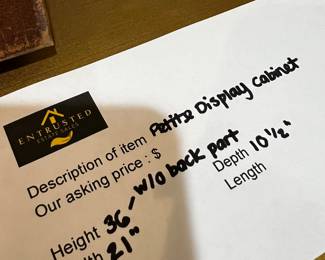 ENTRUSTED
ESTATE SALES
Description of item Petite Display Cabinet
Our asking price : $
Height 36" w/o back part
Depth 10 1/2"
21"
Length